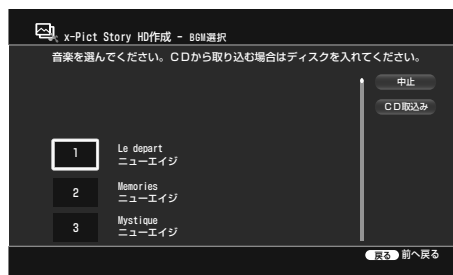 x-Pict Story HD作成 - BGM選択
音楽を選んでください。CDから取り込む場合はディスクを入れてください。
中止
CD取込み
1
Le depart
ニューエイジ
2
Memories
ニューエイジ
3
Mystique
ニューエイジ
戻る 前へ戻る